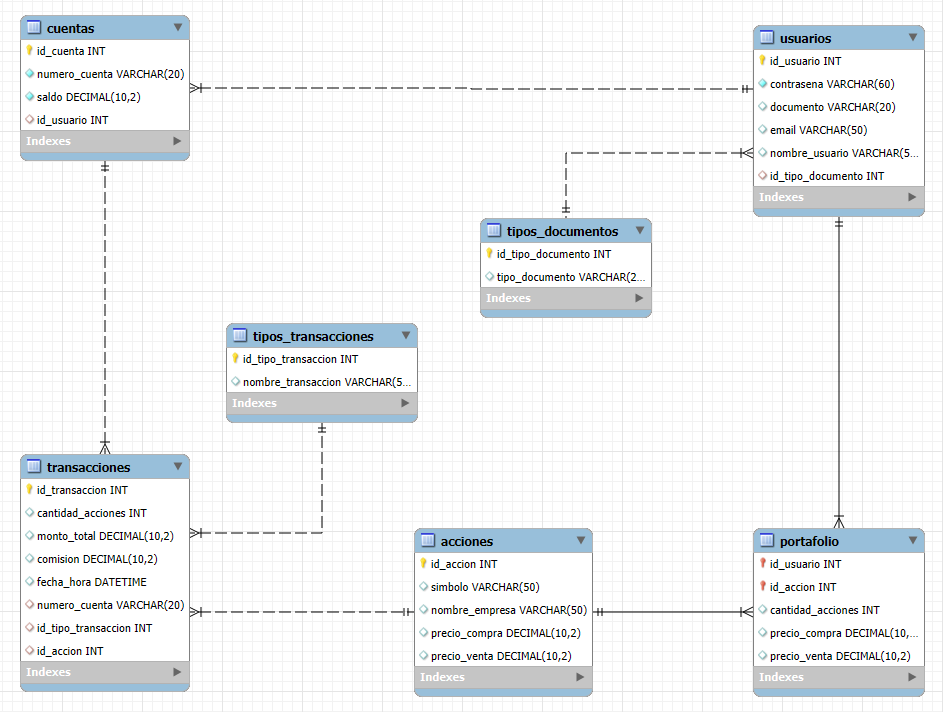 cuentas
id_cuenta INT
numero_cuenta VARCHAR(20)
saldo DECIMAL(10,2)
id_usuario INT
Indexes
usuarios
id_usuario INT
contrasena VARCHAR(60)
documento VARCHAR(20)
email VARCHAR(50)
nombre_usuario VARCHAR(5...
id_tipo_documento INT
Indexes
tipos_documentos
id_tipo_documento INT
tipo_documento VARCHAR(2...
Indexes
tipos_transacciones
id_tipo_transaccion INT
nombre_transaccion VARCHAR(5...
Indexes
transacciones
id_transaccion INT
cantidad_acciones INT
monto_total DECIMAL(10,2)
comision DECIMAL(10,2)
fecha_hora DATETIME
numero_cuenta VARCHAR(20)
id_tipo_transaccion INT
id_accion INT
Indexes
acciones
id_accion INT
simbolo VARCHAR(50)
nombre_empresa VARCHAR(50)
precio_compra DECIMAL(10,2)
precio_venta DECIMAL(10,2)
Indexes
portafolio
id_usuario INT
id_accion INT
cantidad_acciones INT
precio_compra DECIMAL(10,...
precio_venta DECIMAL(10,2)
Indexes